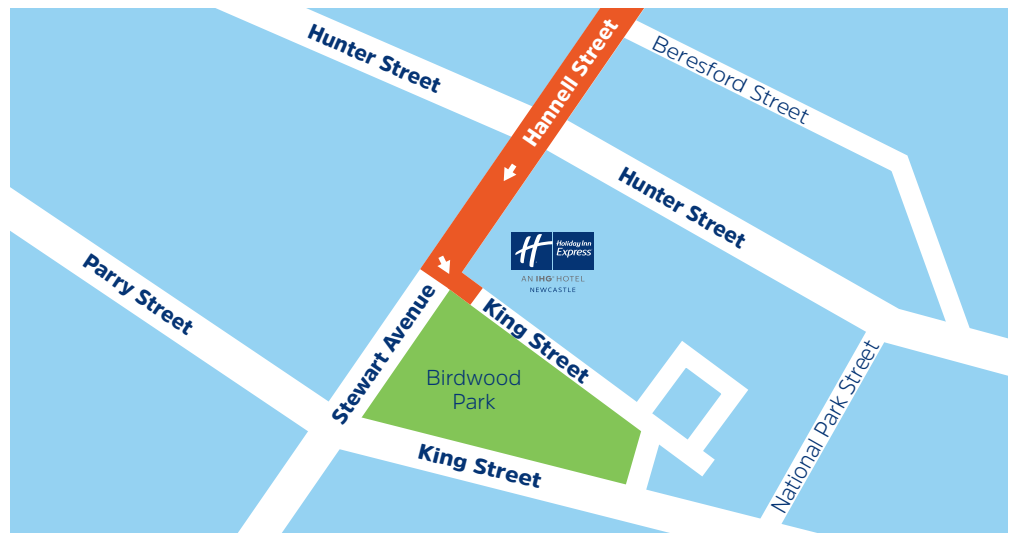 Hunter Street
Hannell Street
Beresford Street
Hunter Street
Holiday Inn
Express
AN IHG® HOTEL
NEWCASTLE
Parry Street
Stewart Avenue
King Street
Birdwood
Park
National Park Street
King Street